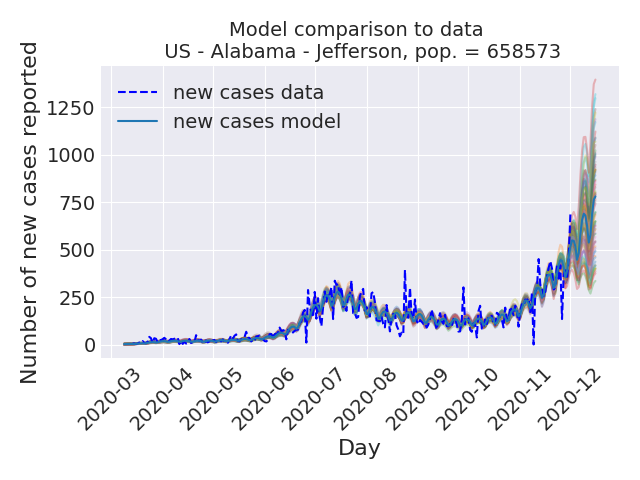 Model comparison to data
US - Alabama - Jefferson, pop. = 658573
new cases data
new cases model
Number of new cases reported
1250
1000
750
500
250
0
2020-03
2020-04
2020-05
2020-06
2020-07
2020-08
2020-09
2020-10
2020-11
2020-12
Day